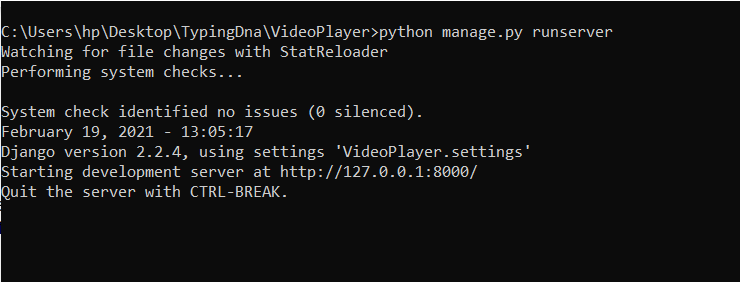 C:\Users\hp\Desktop\TypingDna\VideoPlayer>python manage.py runserver
Watching for file changes with StatReloader
Performing system checks...
System check identified no issues (0 silenced).
February 19, 2021 - 13:05:17
Django version 2.2.4, using settings 'VideoPlayer.settings'
Starting development server at http://127.0.0.1:8000/
Quit the server with CTRL-BREAK.